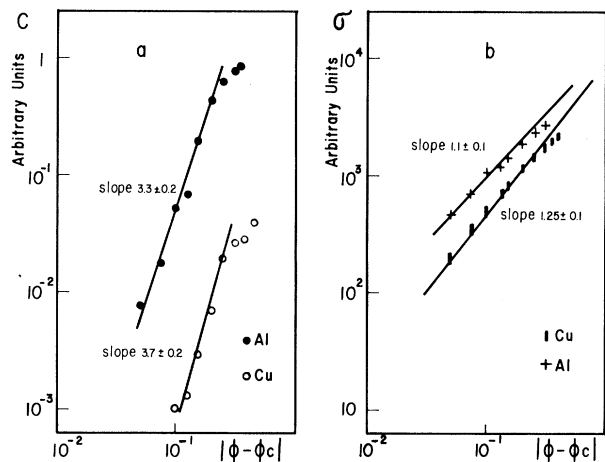 C
a
Arbitrary Units
1
10⁻¹
10⁻²
10⁻³
slope 3.3±0.2
slope 3.7±0.2
Al
Cu
10⁻²
10⁻¹
|ϕ-ϕc|
σ
b
Arbitrary Units
10⁴
10³
10²
10
slope 1.1±0.1
slope 1.25±0.1
Cu
Al
10⁻²
10⁻¹
|ϕ-ϕc|